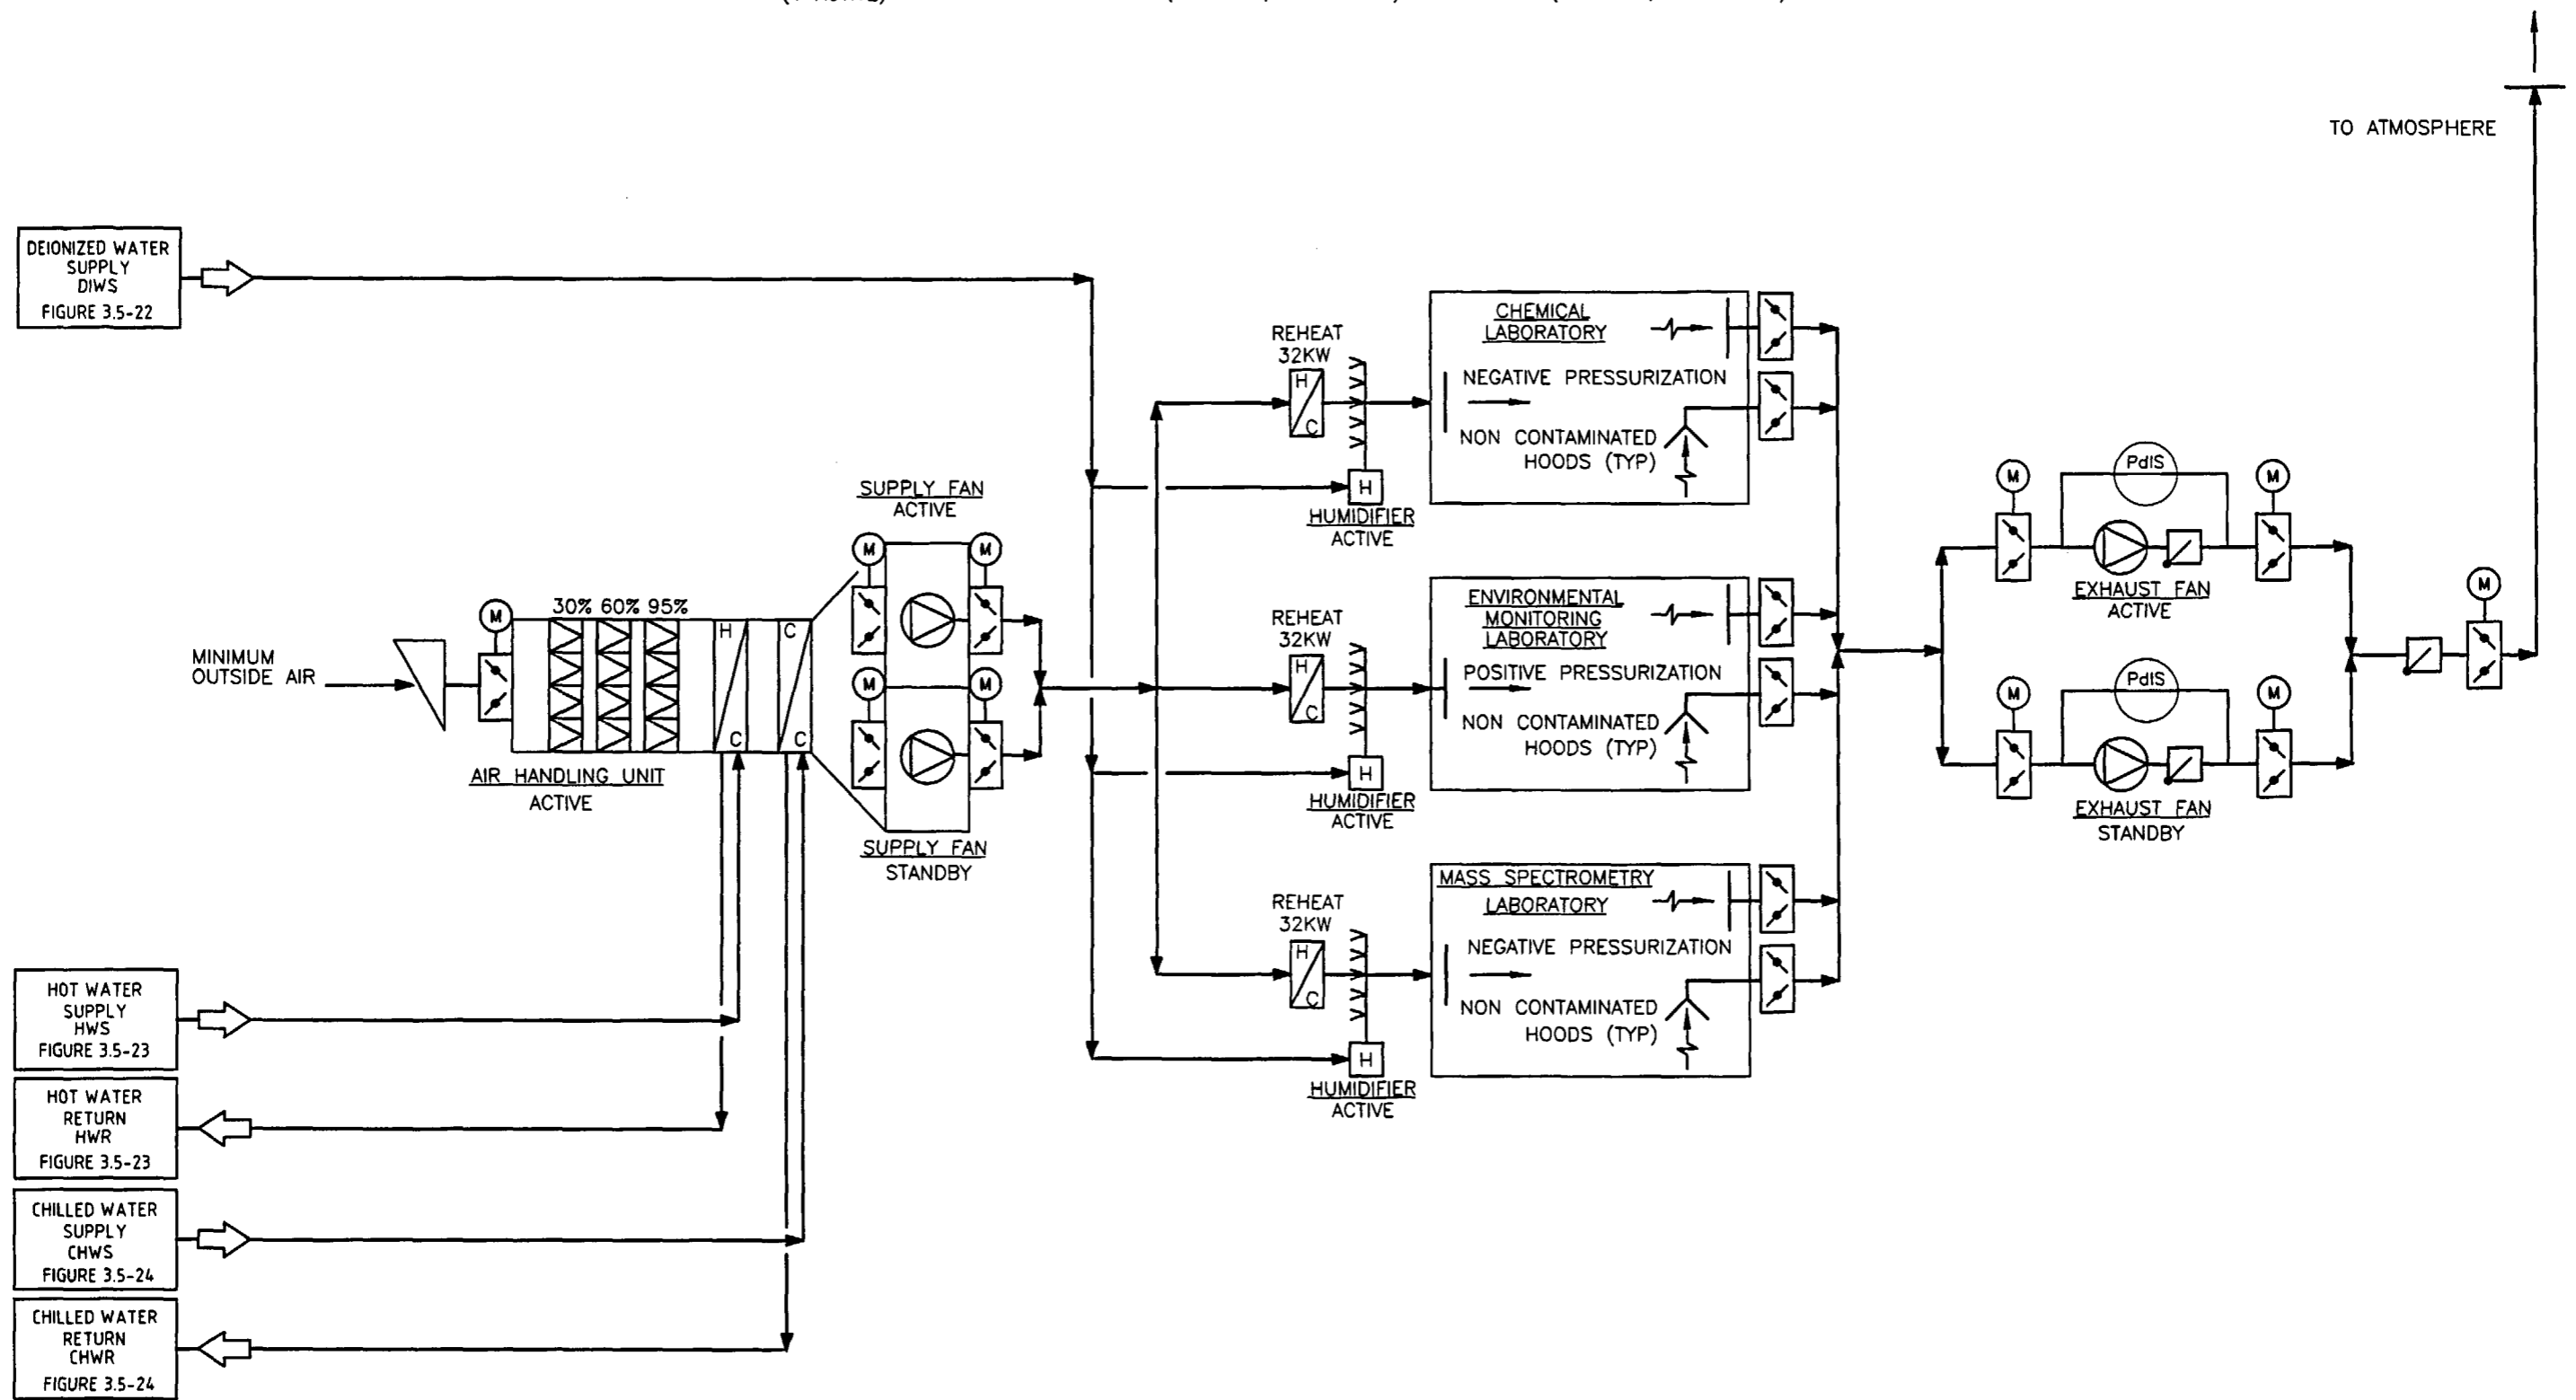 TO ATMOSPHERE
DEIONIZED WATER
SUPPLY
DIWS
FIGURE 3.5-22
REHEAT
32KW
H
C
H
HUMIDIFIER
ACTIVE
CHEMICAL
LABORATORY
NEGATIVE PRESSURIZATION
NON CONTAMINATED
HOODS (TYP)
SUPPLY FAN
ACTIVE
M
M
M
M
SUPPLY FAN
STANDBY
MINIMUM
OUTSIDE AIR
M
30% 60% 95%
H
C
C
C
AIR HANDLING UNIT
ACTIVE
REHEAT
32KW
H
C
H
HUMIDIFIER
ACTIVE
ENVIRONMENTAL
MONITORING
LABORATORY
POSITIVE PRESSURIZATION
NON CONTAMINATED
HOODS (TYP)
M
PdIS
M
EXHAUST FAN
ACTIVE
M
PdIS
M
EXHAUST FAN
STANDBY
M
REHEAT
32KW
H
C
H
HUMIDIFIER
ACTIVE
MASS SPECTROMETRY
LABORATORY
NEGATIVE PRESSURIZATION
NON CONTAMINATED
HOODS (TYP)
HOT WATER
SUPPLY
HWS
FIGURE 3.5-23
HOT WATER
RETURN
HWR
FIGURE 3.5-23
CHILLED WATER
SUPPLY
CHWS
FIGURE 3.5-24
CHILLED WATER
RETURN
CHWR
FIGURE 3.5-24